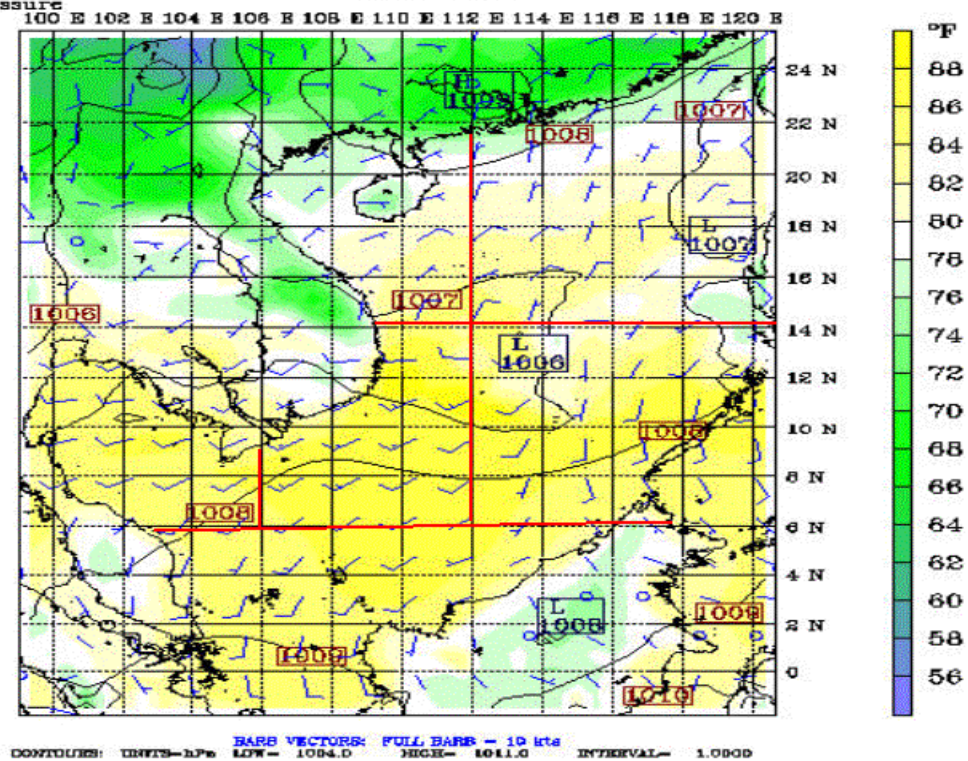 ssure
100 E 102 E 104 E 106 E 108 E 110 E 112 E 114 E 116 E 118 E 120 E
°F
24 N
1007
1008
22 N
20 N
18 N
L
1007
16 N
1007
1006
14 N
L
1006
12 N
10 N
1008
8 N
1008
6 N
4 N
L
1008
1009
2 N
1009
0
1010
88
86
84
82
80
78
76
74
72
70
68
66
64
62
60
58
56
BARB VECTORS: FULL BARB = 10 kts
CONTOURS: UNITS=hPa LOW= 1004.0 HIGH= 1011.0 INTERVAL= 1.0000